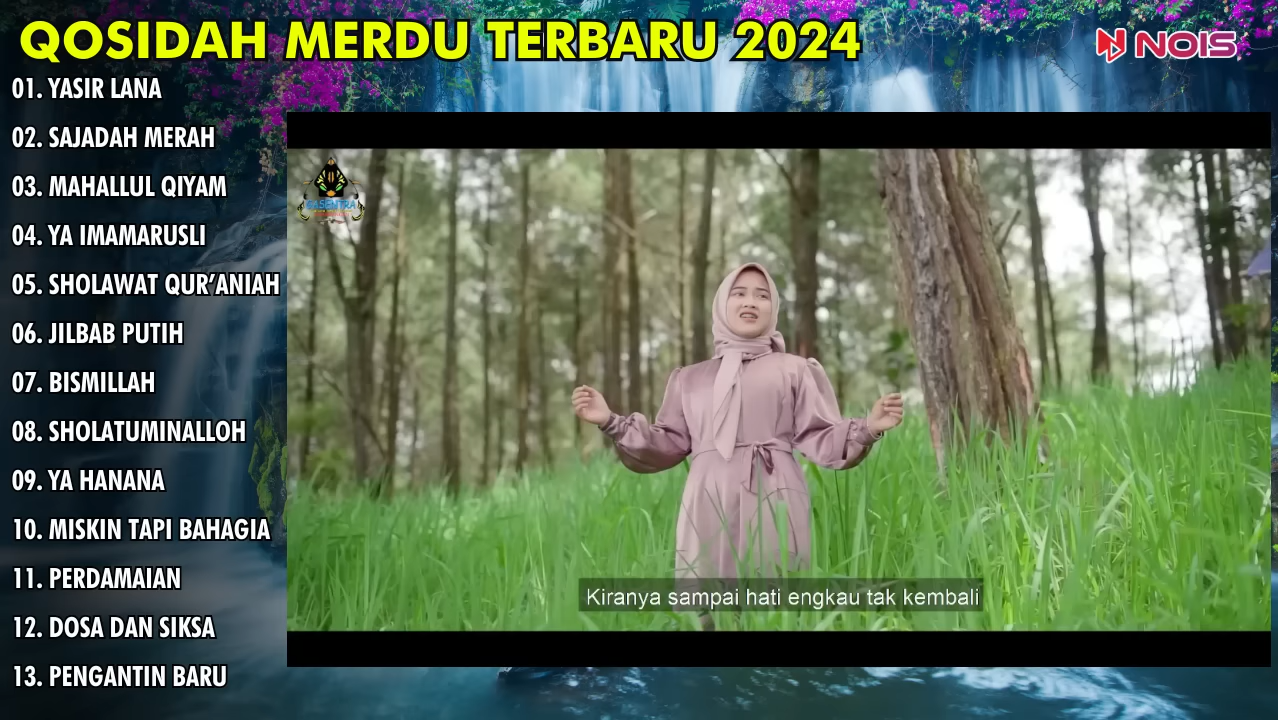 QOSIDAH MERDU TERBARU 2024
NOIS
01. YASIR LANA
02. SAJADAH MERAH
03. MAHALLUL QIYAM
04. YA IMAMARUSLI
05. SHOLAWAT QUR’ANIAH
06. JILBAB PUTIH
07. BISMILLAH
08. SHOLATUMINALLOH
09. YA HANANA
10. MISKIN TAPI BAHAGIA
11. PERDAMAIAN
12. DOSA DAN SIKSA
13. PENGANTIN BARU
Kiranya sampai hati engkau tak kembali